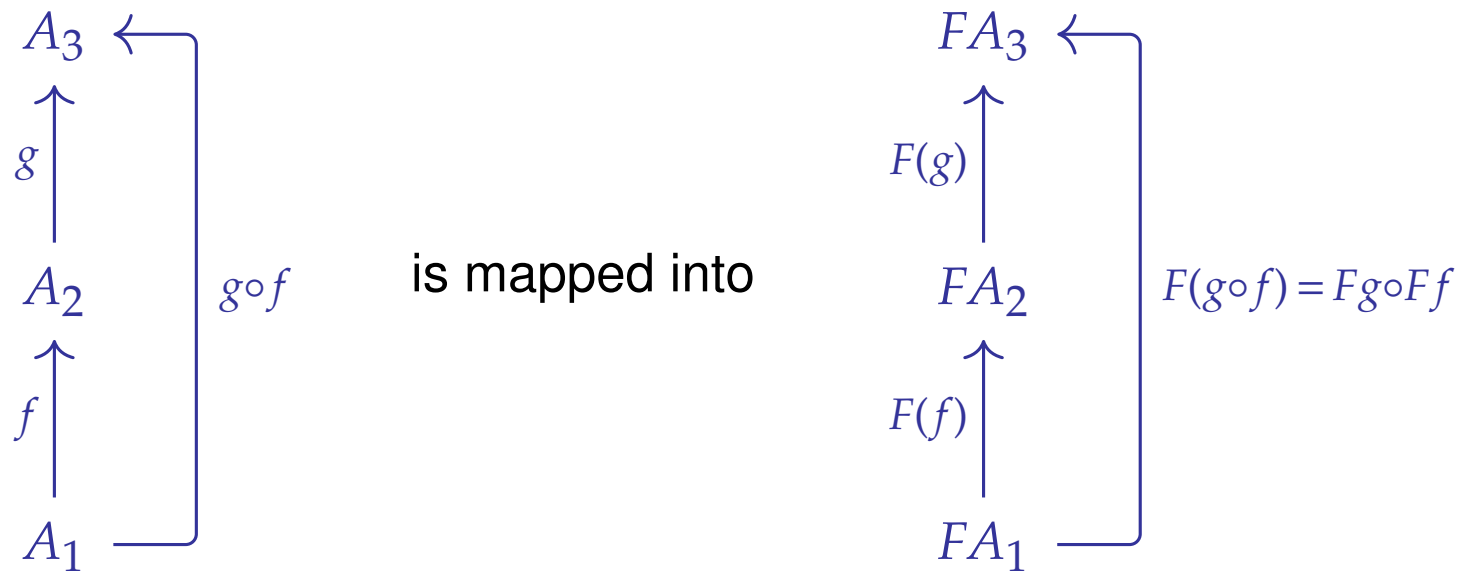 A₃ FA₃
g F(g)
A₂ g∘f is mapped into FA₂ F(g∘f) = Fg∘Ff
f F(f)
A₁ FA₁